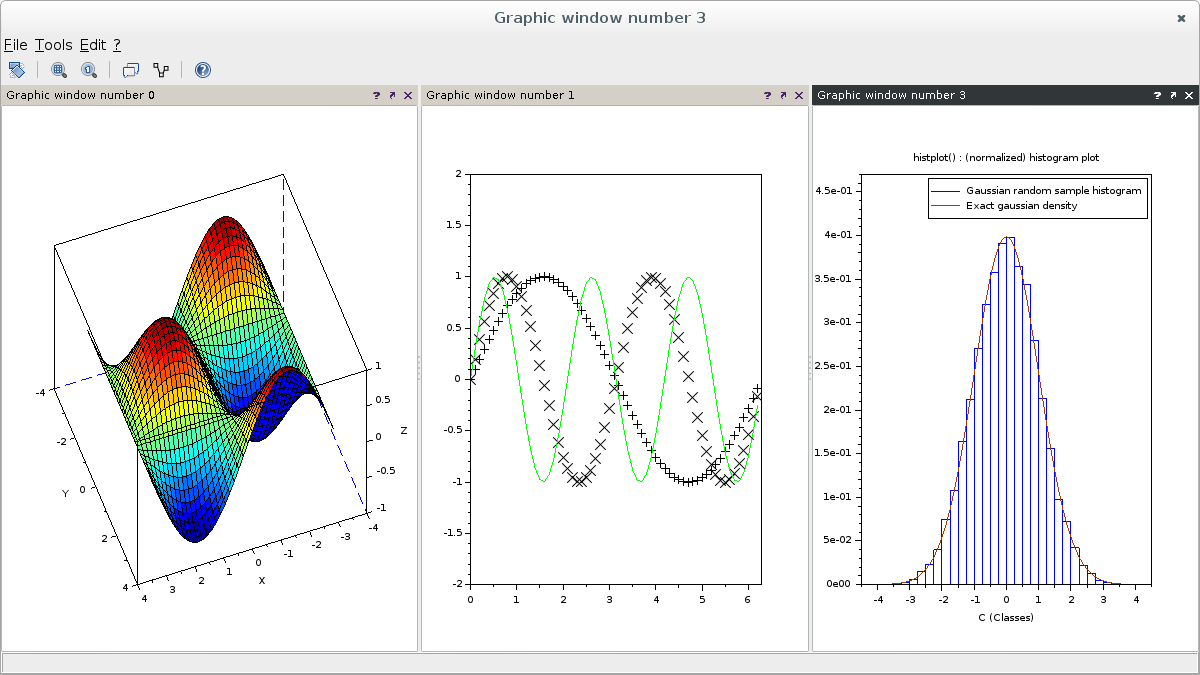 Graphic window number 3
File Tools Edit ?
Graphic window number 0 ?
Graphic window number 1 ?
Graphic window number 3 ?
-4
-2
0
2
4
Y
4
3
2
1
0
-1
-2
-3
-4
X
1
0.5
0
-0.5
-1
Z
2
1.5
1
0.5
0
-0.5
-1
-1.5
-2
0 1 2 3 4 5 6
histplot() : (normalized) histogram plot
Gaussian random sample histogram
Exact gaussian density
4.5e-01
4e-01
3.5e-01
3e-01
2.5e-01
2e-01
1.5e-01
1e-01
5e-02
0e00
-4 -3 -2 -1 0 1 2 3 4
C (Classes)